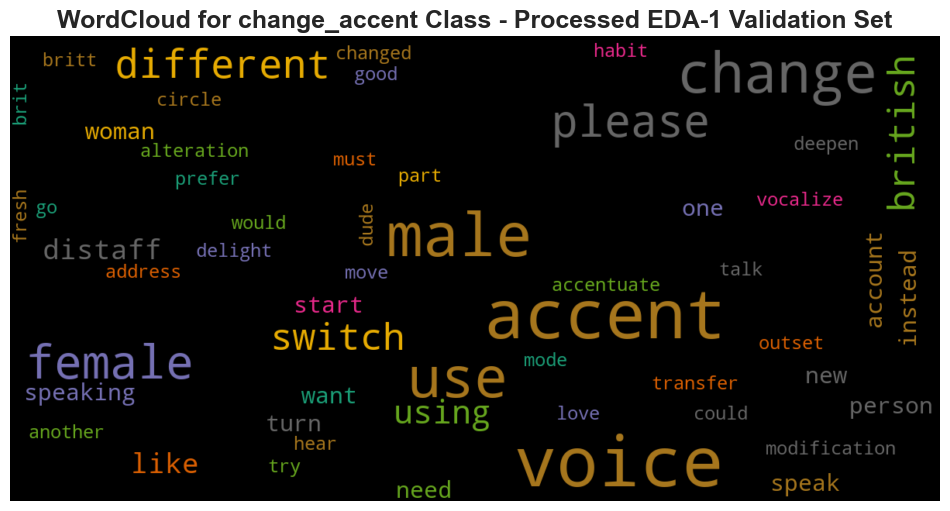 WordCloud for change_accent Class - Processed EDA-1 Validation Set
britt
different
changed
good
habit
change
british
brit
circle
woman
please
alteration
must
deepen
prefer
part
fresh
go
would
dude
male
one
vocalize
distaff
delight
address
move
talk
account
instead
accentuate
start
accent
switch
outset
female
mode
use
transfer
new
speaking
want
using
love
could
person
another
turn
hear
modification
like
try
voice
need
speak